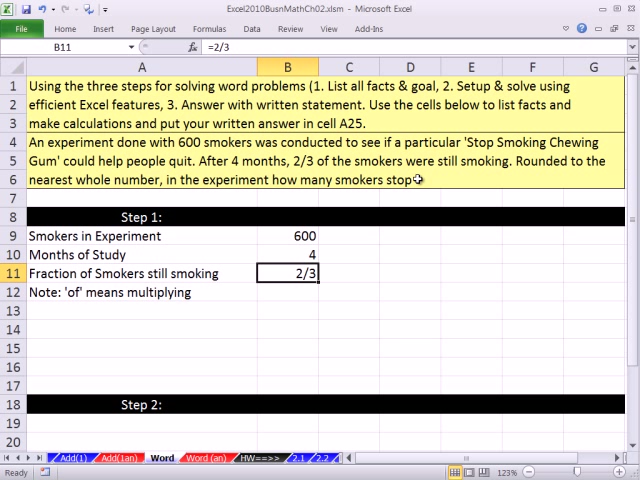 Excel2010BusnMathCh02.xlsm - Microsoft Excel
File Home Insert Page Layout Formulas Data Review View Add-Ins
B11 fx =2/3
A B C D E F G
1 Using the three steps for solving word problems (1. List all facts & goal, 2. Setup & solve using
2 efficient Excel features, 3. Answer with written statement. Use the cells below to list facts and
3 make calculations and put your written answer in cell A25.
4 An experiment done with 600 smokers was conducted to see if a particular 'Stop Smoking Chewing
5 Gum' could help people quit. After 4 months, 2/3 of the smokers were still smoking. Rounded to the
6 nearest whole number, in the experiment how many smokers stop
7
8 Step 1:
9 Smokers in Experiment 600
10 Months of Study 4
11 Fraction of Smokers still smoking 2/3
12 Note: 'of' means multiplying
13
14
15
16
17
18 Step 2:
19
20
Add(1) Add(1an) Word Word (an) HW==>> 2.1 2.2
Ready 123%